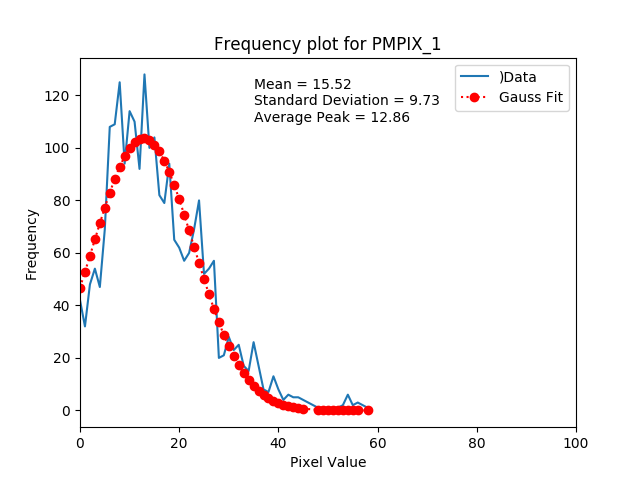 Frequency plot for PMPIX_1
Mean = 15.52
Standard Deviation = 9.73
Average Peak = 12.86
)Data
Gauss Fit
Frequency
120
100
80
60
40
20
0
0 20 40 60 80 100
Pixel Value